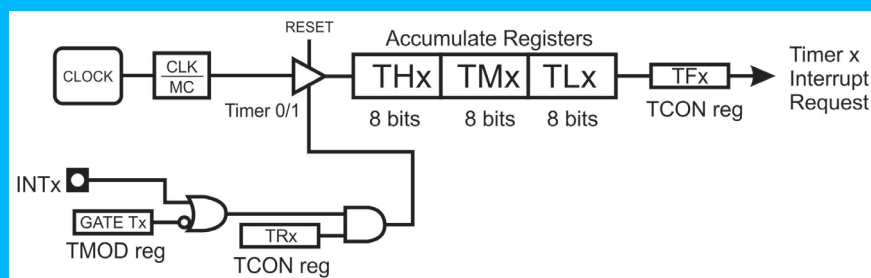 RESET
Accumulate Registers
CLOCK
CLK
MC
THx
TMx
TLx
TFx
Timer x
Interrupt
Request
Timer 0/1
8 bits
8 bits
8 bits
TCON reg
INTx
GATE Tx
TMOD reg
TRx
TCON reg